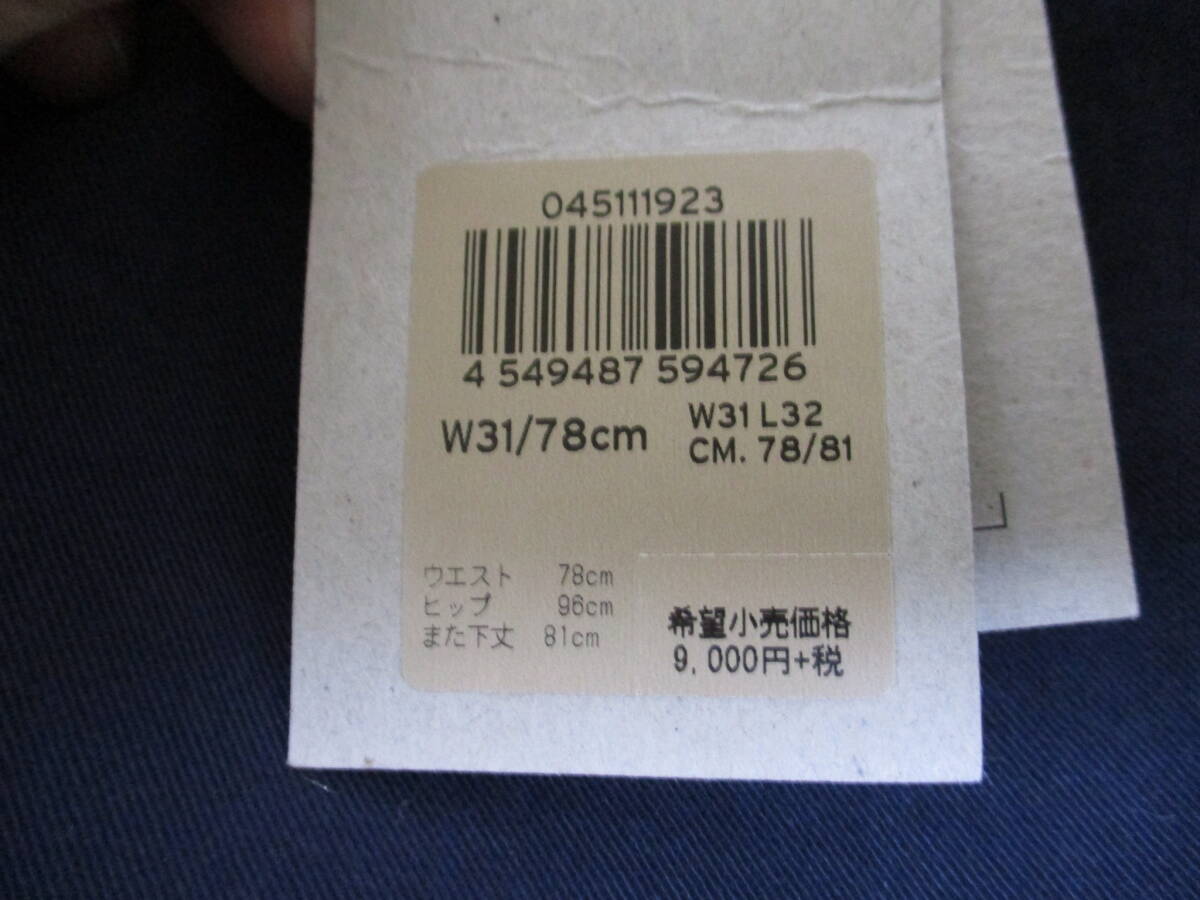 045111923
4 549487 594726
W31/78cm
W31 L32
CM. 78/81
ウエスト 78cm
ヒップ 96cm
また下丈 81cm
希望小売価格
9,000円+税